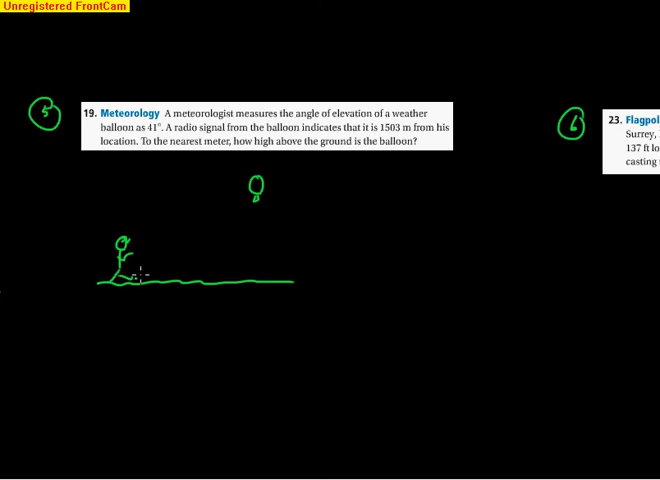 Unregistered FrontCam
5
19. Meteorology A meteorologist measures the angle of elevation of a weather
balloon as 41°. A radio signal from the balloon indicates that it is 1503 m from his
location. To the nearest meter, how high above the ground is the balloon?
6
23. Flagpol
Surrey,
137 ft lo
casting